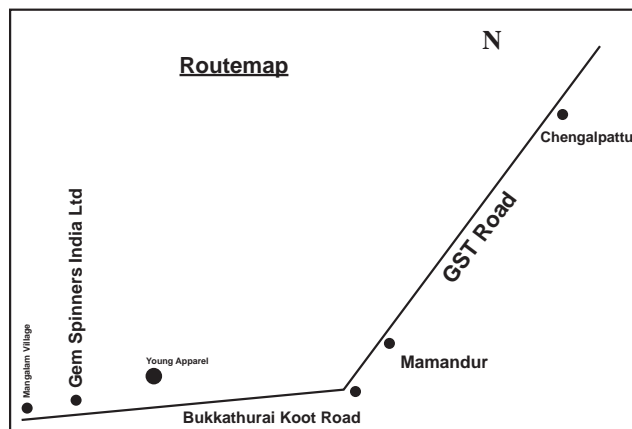 N
Routemap
Chengalpattu
GST Road
Gem Spinners India Ltd
Mangalam Village
Young Apparel
Mamandur
Bukkathurai Koot Road